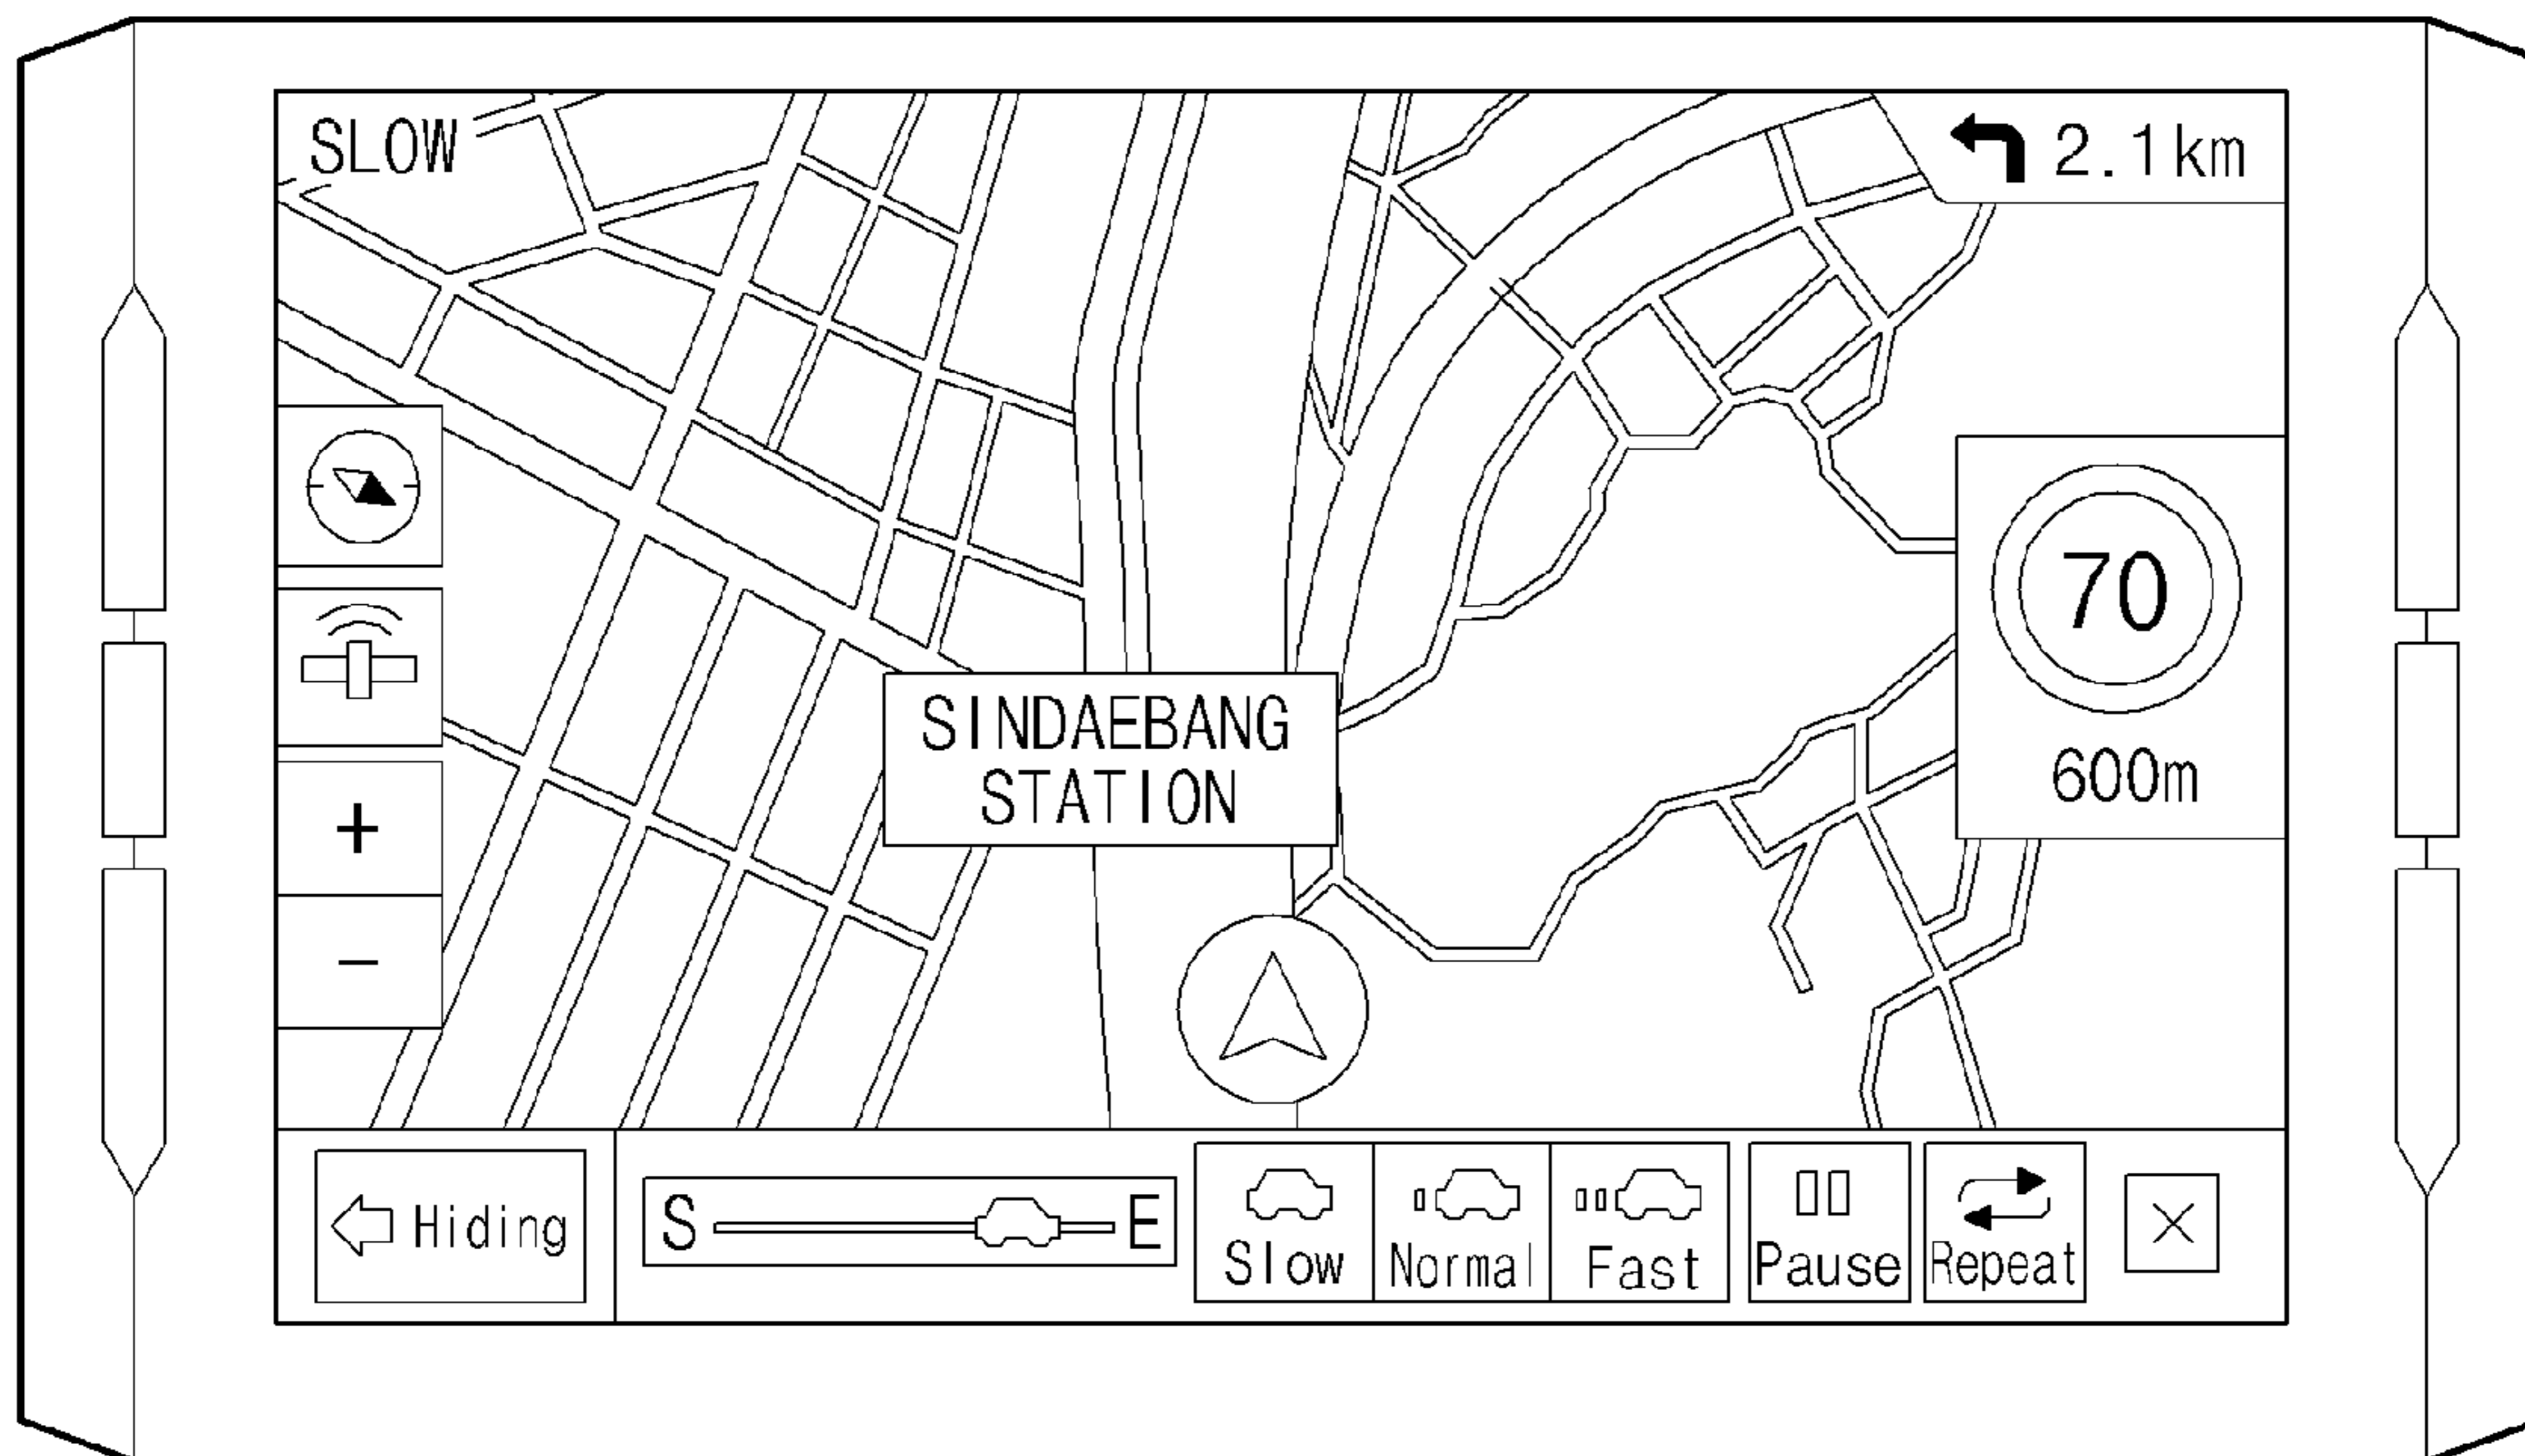 SLOW
2.1km
70
600m
SINDAEBANG
STATION
+
−
Hiding
S
E
Slow
Normal
Fast
Pause
Repeat